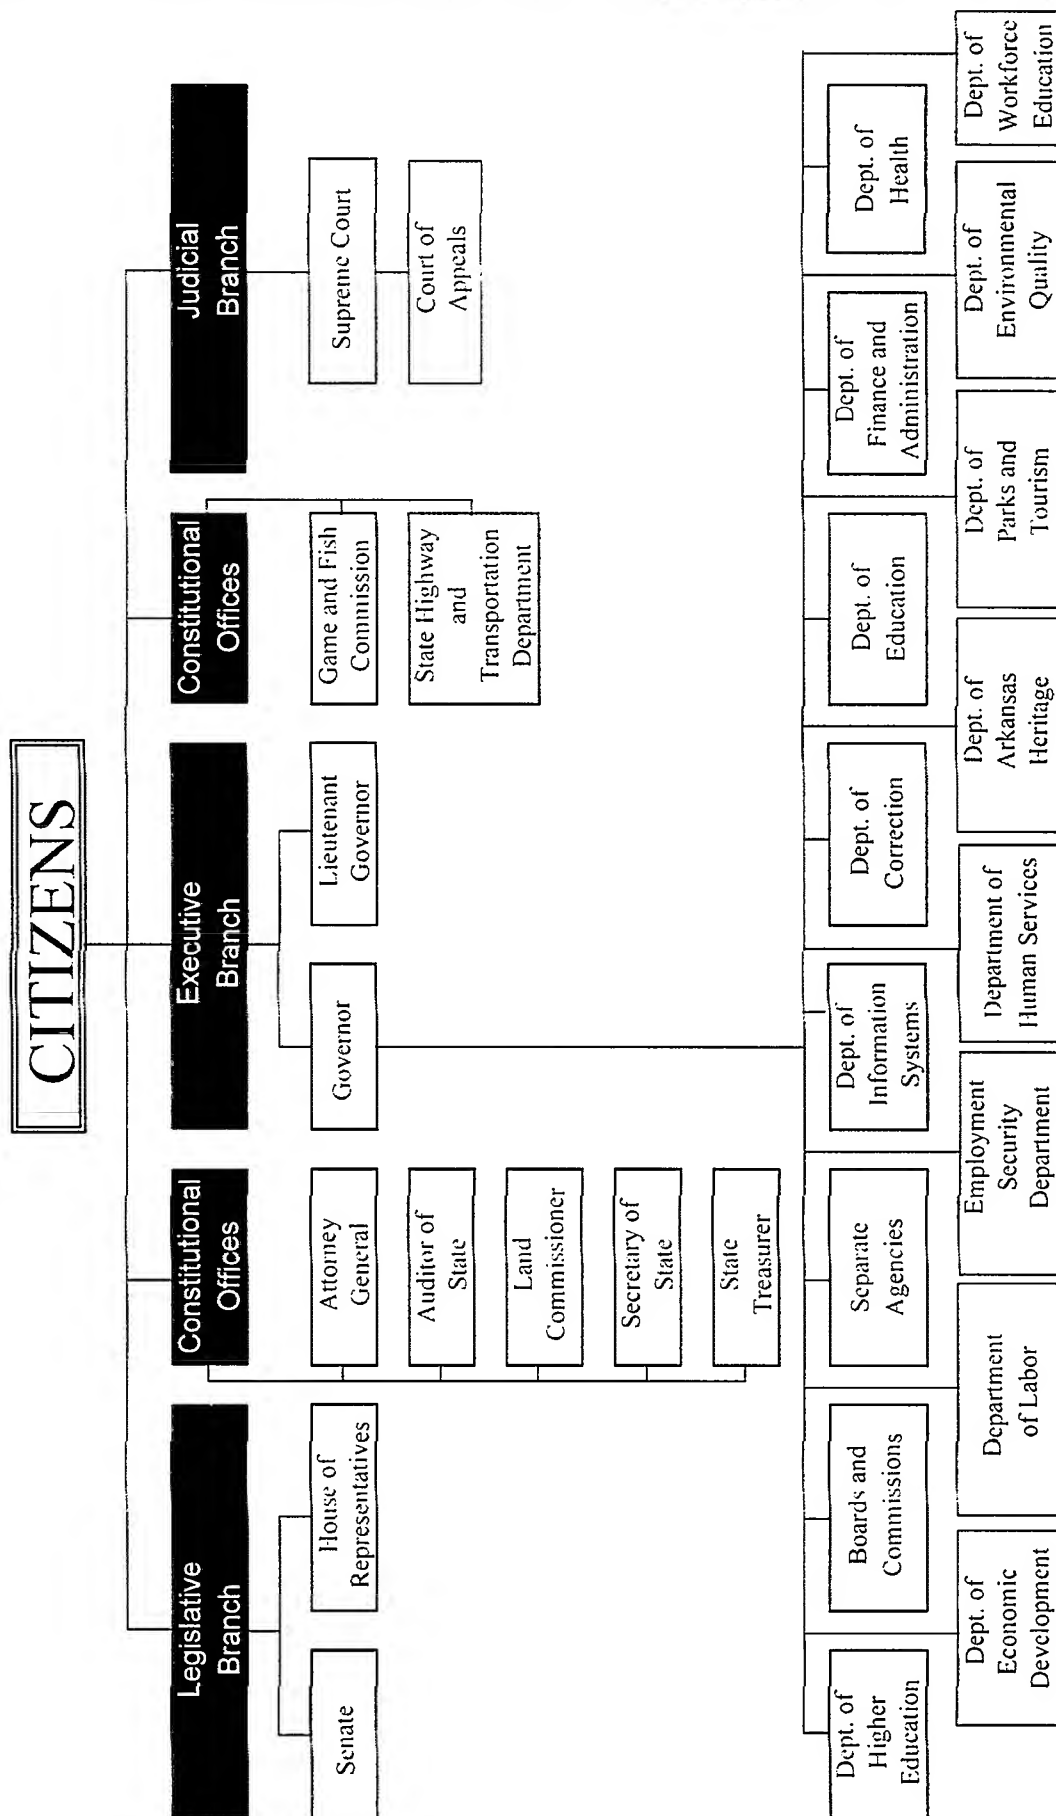 CITIZENS
Legislative
Branch
Constitutional
Offices
Executive
Branch
Constitutional
Offices
Judicial
Branch
Senate
House of
Representatives
Attorney
General
Auditor of
State
Land
Commissioner
Secretary of
State
State
Treasurer
Governor
Lieutenant
Governor
Game and Fish
Commission
State Highway
and
Transportation
Department
Supreme Court
Court of
Appeals
Dept. of
Higher
Education
Boards and
Commissions
Separate
Agencies
Dept. of
Information
Systems
Dept. of
Correction
Dept. of
Education
Dept. of
Finance and
Administration
Dept. of
Health
Dept. of
Economic
Development
Department
of Labor
Employment
Security
Department
Department of
Human Services
Dept. of
Arkansas
Heritage
Dept. of
Parks and
Tourism
Dept. of
Environmental
Quality
Dept. of
Workforce
Education